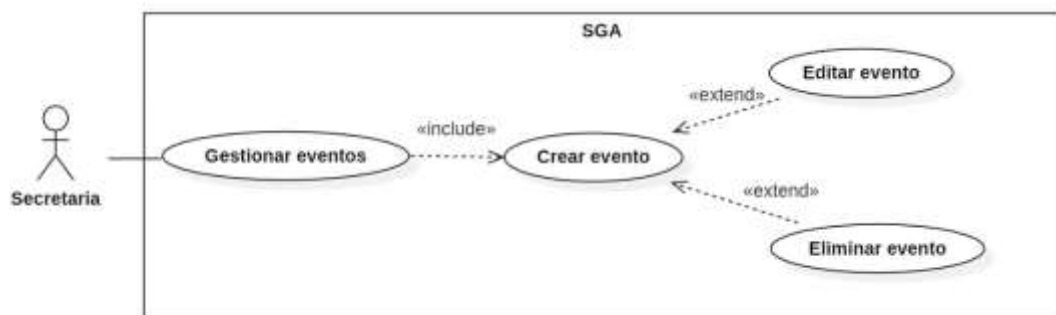 SGA
Editar evento
«extend»
«include»
Gestionar eventos
Crear evento
«extend»
Secretaria
Eliminar evento